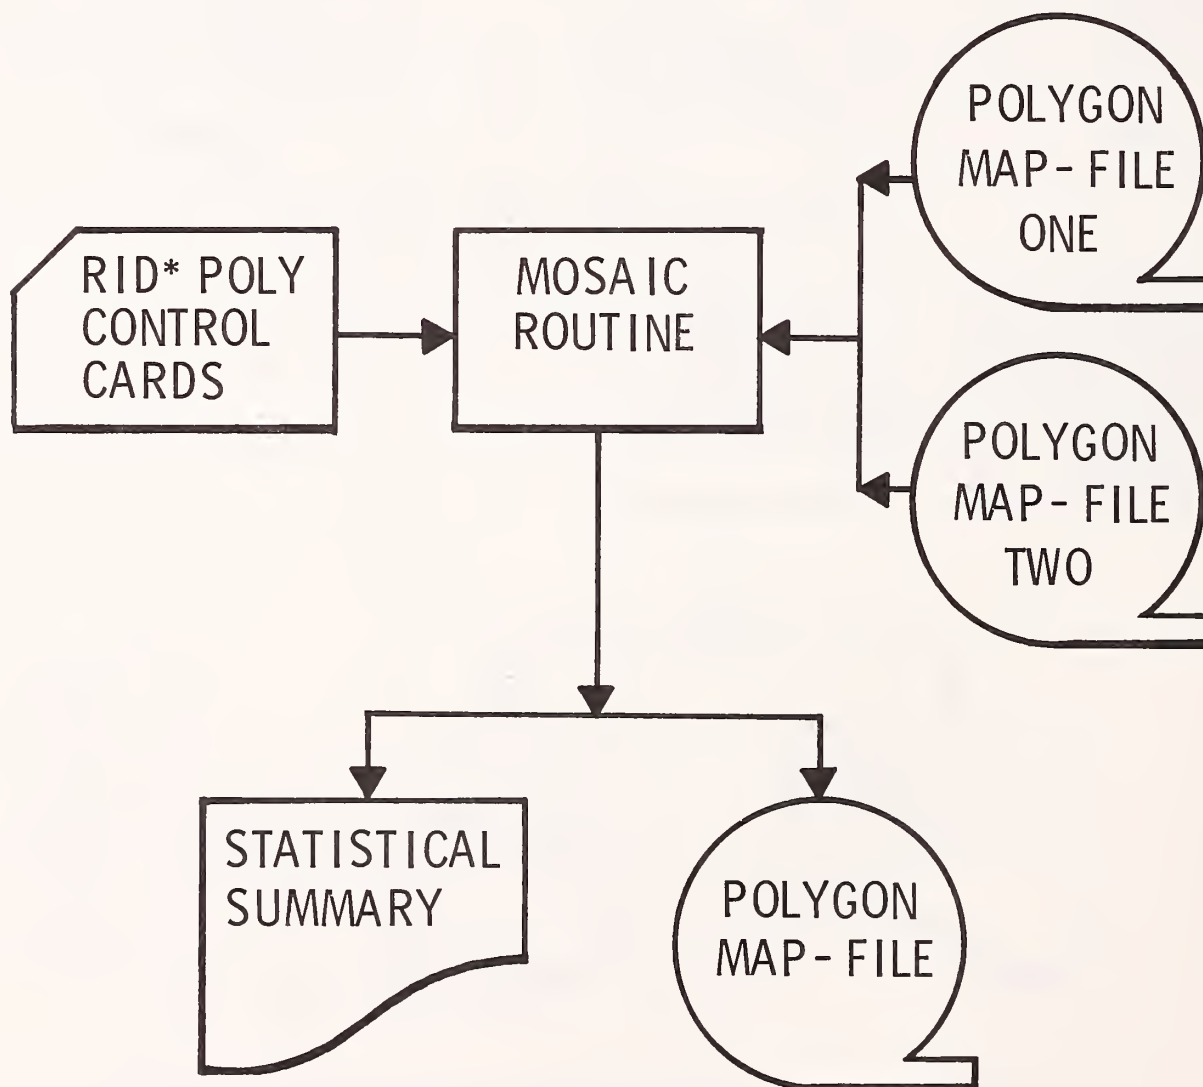 POLYGON
MAP-FILE
ONE
RID* POLY
CONTROL
CARDS
MOSAIC
ROUTINE
POLYGON
MAP-FILE
TWO
STATISTICAL
SUMMARY
POLYGON
MAP-FILE